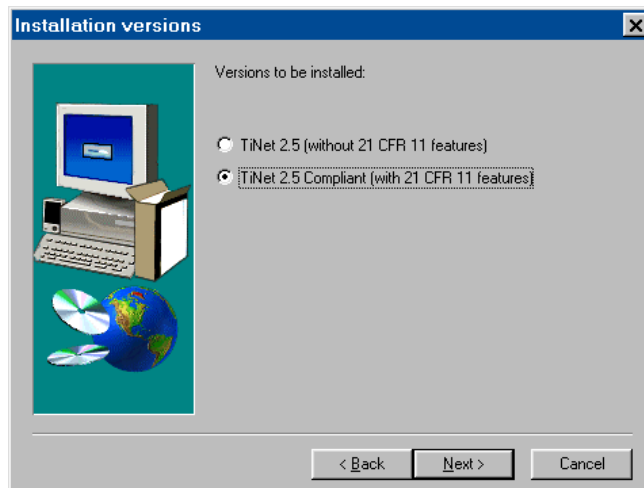 Installation versions
Versions to be installed:
TiNet 2.5 (without 21 CFR 11 features)
TiNet 2.5 Compliant (with 21 CFR 11 features)
< Back
Next >
Cancel